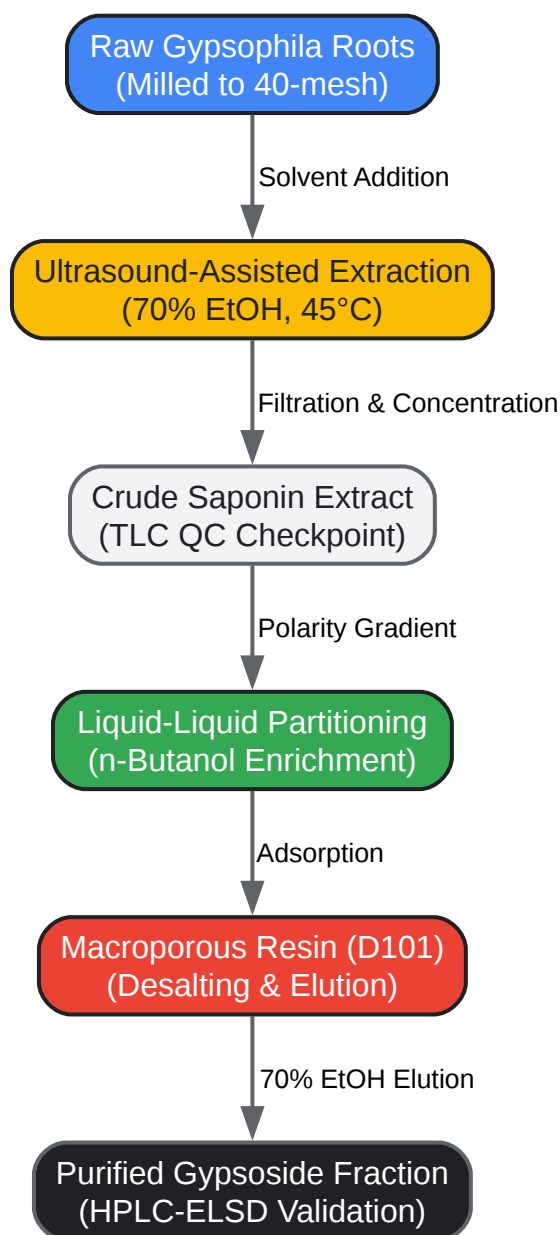 Raw Gypsophila Roots
(Milled to 40-mesh)
Solvent Addition
Ultrasound-Assisted Extraction
(70% EtOH, 45°C)
Filtration & Concentration
Crude Saponin Extract
(TLC QC Checkpoint)
Polarity Gradient
Liquid-Liquid Partitioning
(n-Butanol Enrichment)
Adsorption
Macroporous Resin (D101)
(Desalting & Elution)
70% EtOH Elution
Purified Gypsoside Fraction
(HPLC-ELSD Validation)